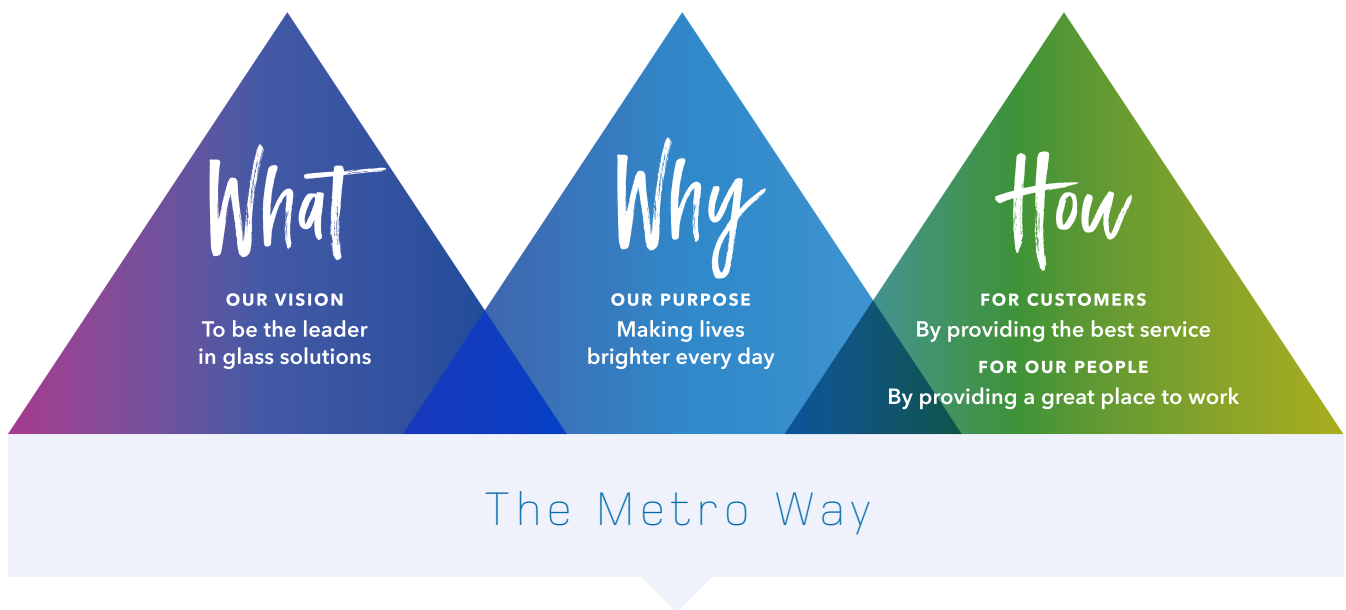 What
OUR VISION
To be the leader
in glass solutions
Why
OUR PURPOSE
Making lives
brighter every day
How
FOR CUSTOMERS
By providing the best service
FOR OUR PEOPLE
By providing a great place to work
The Metro Way